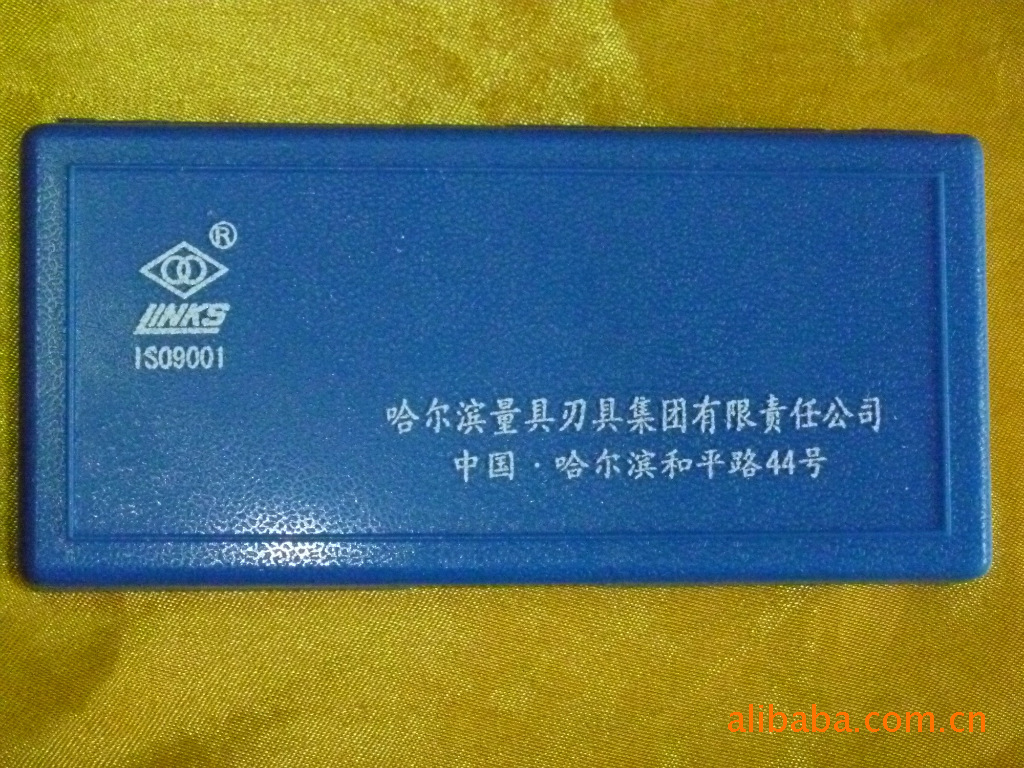 ®
LINKS
ISO9001
哈尔滨量具刃具集团有限责任公司
中国·哈尔滨和平路44号
alibaba.com.cn